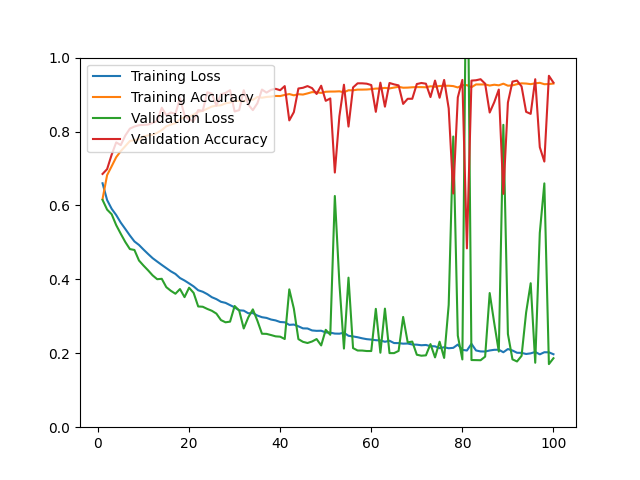 Training Loss
Training Accuracy
Validation Loss
Validation Accuracy
1.0
0.8
0.6
0.4
0.2
0.0
0 20 40 60 80 100